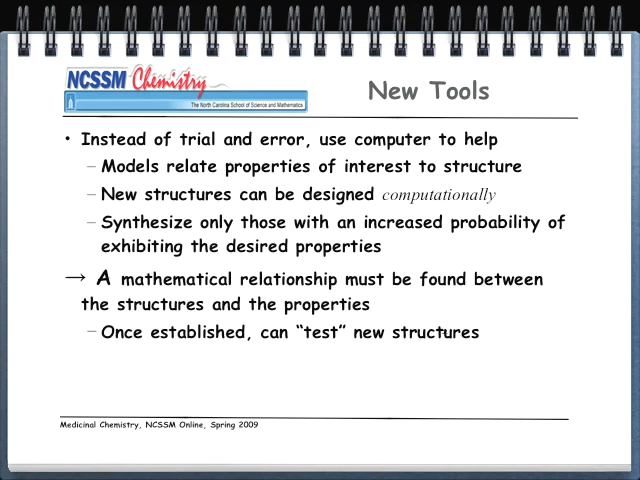 NCSSM Chemistry
The North Carolina School of Science and Mathematics
New Tools
• Instead of trial and error, use computer to help
– Models relate properties of interest to structure
– New structures can be designed computationally
– Synthesize only those with an increased probability of
exhibiting the desired properties
→ A mathematical relationship must be found between
the structures and the properties
– Once established, can “test” new structures
Medicinal Chemistry, NCSSM Online, Spring 2009